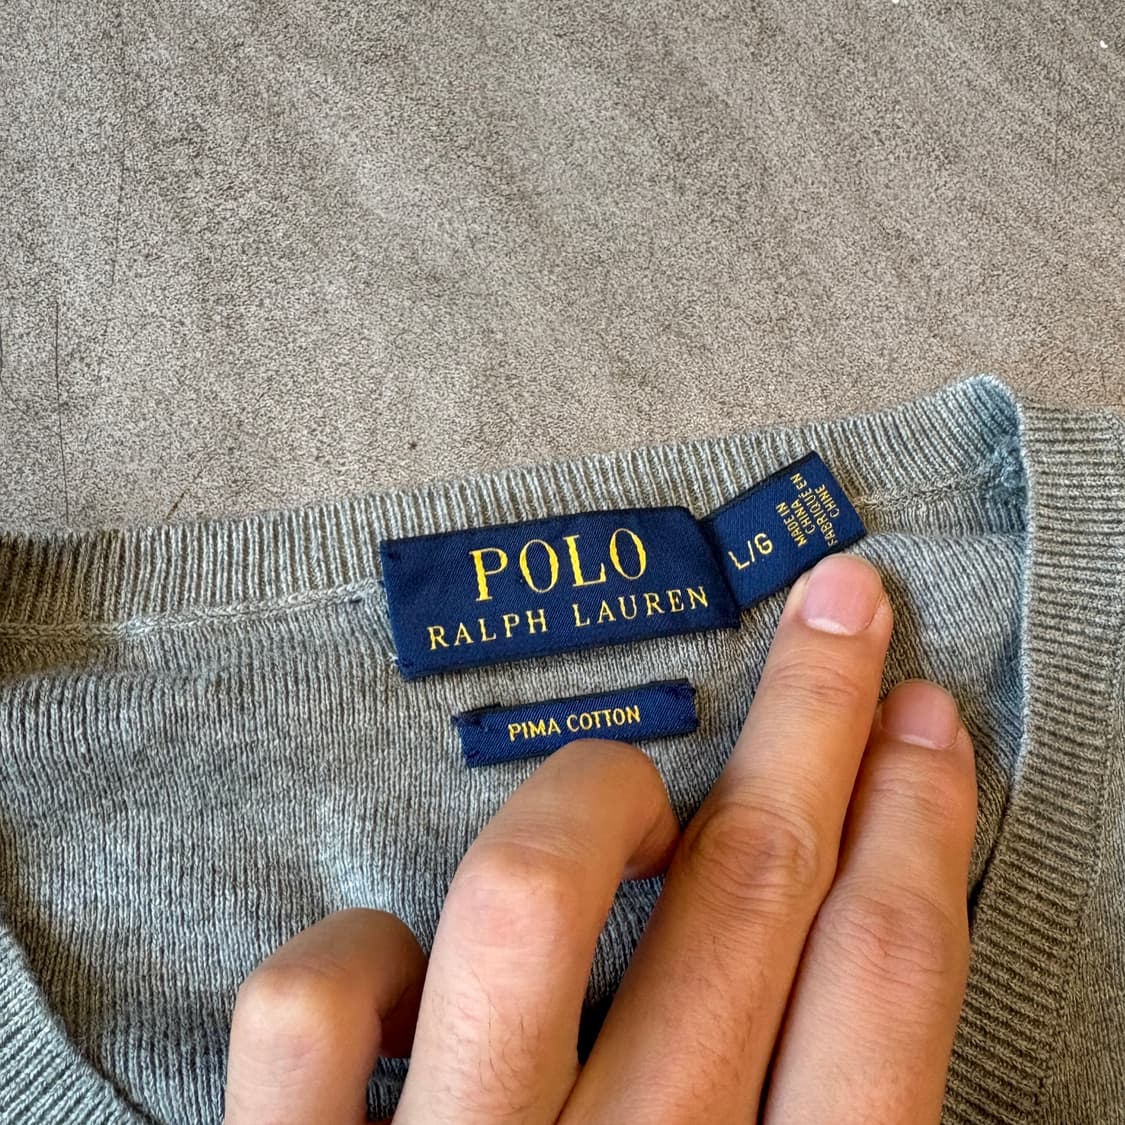 POLO
RALPH LAUREN
L/G
MADE IN
CHINA
FABRIQUÉ EN
CHINE
PIMA COTTON